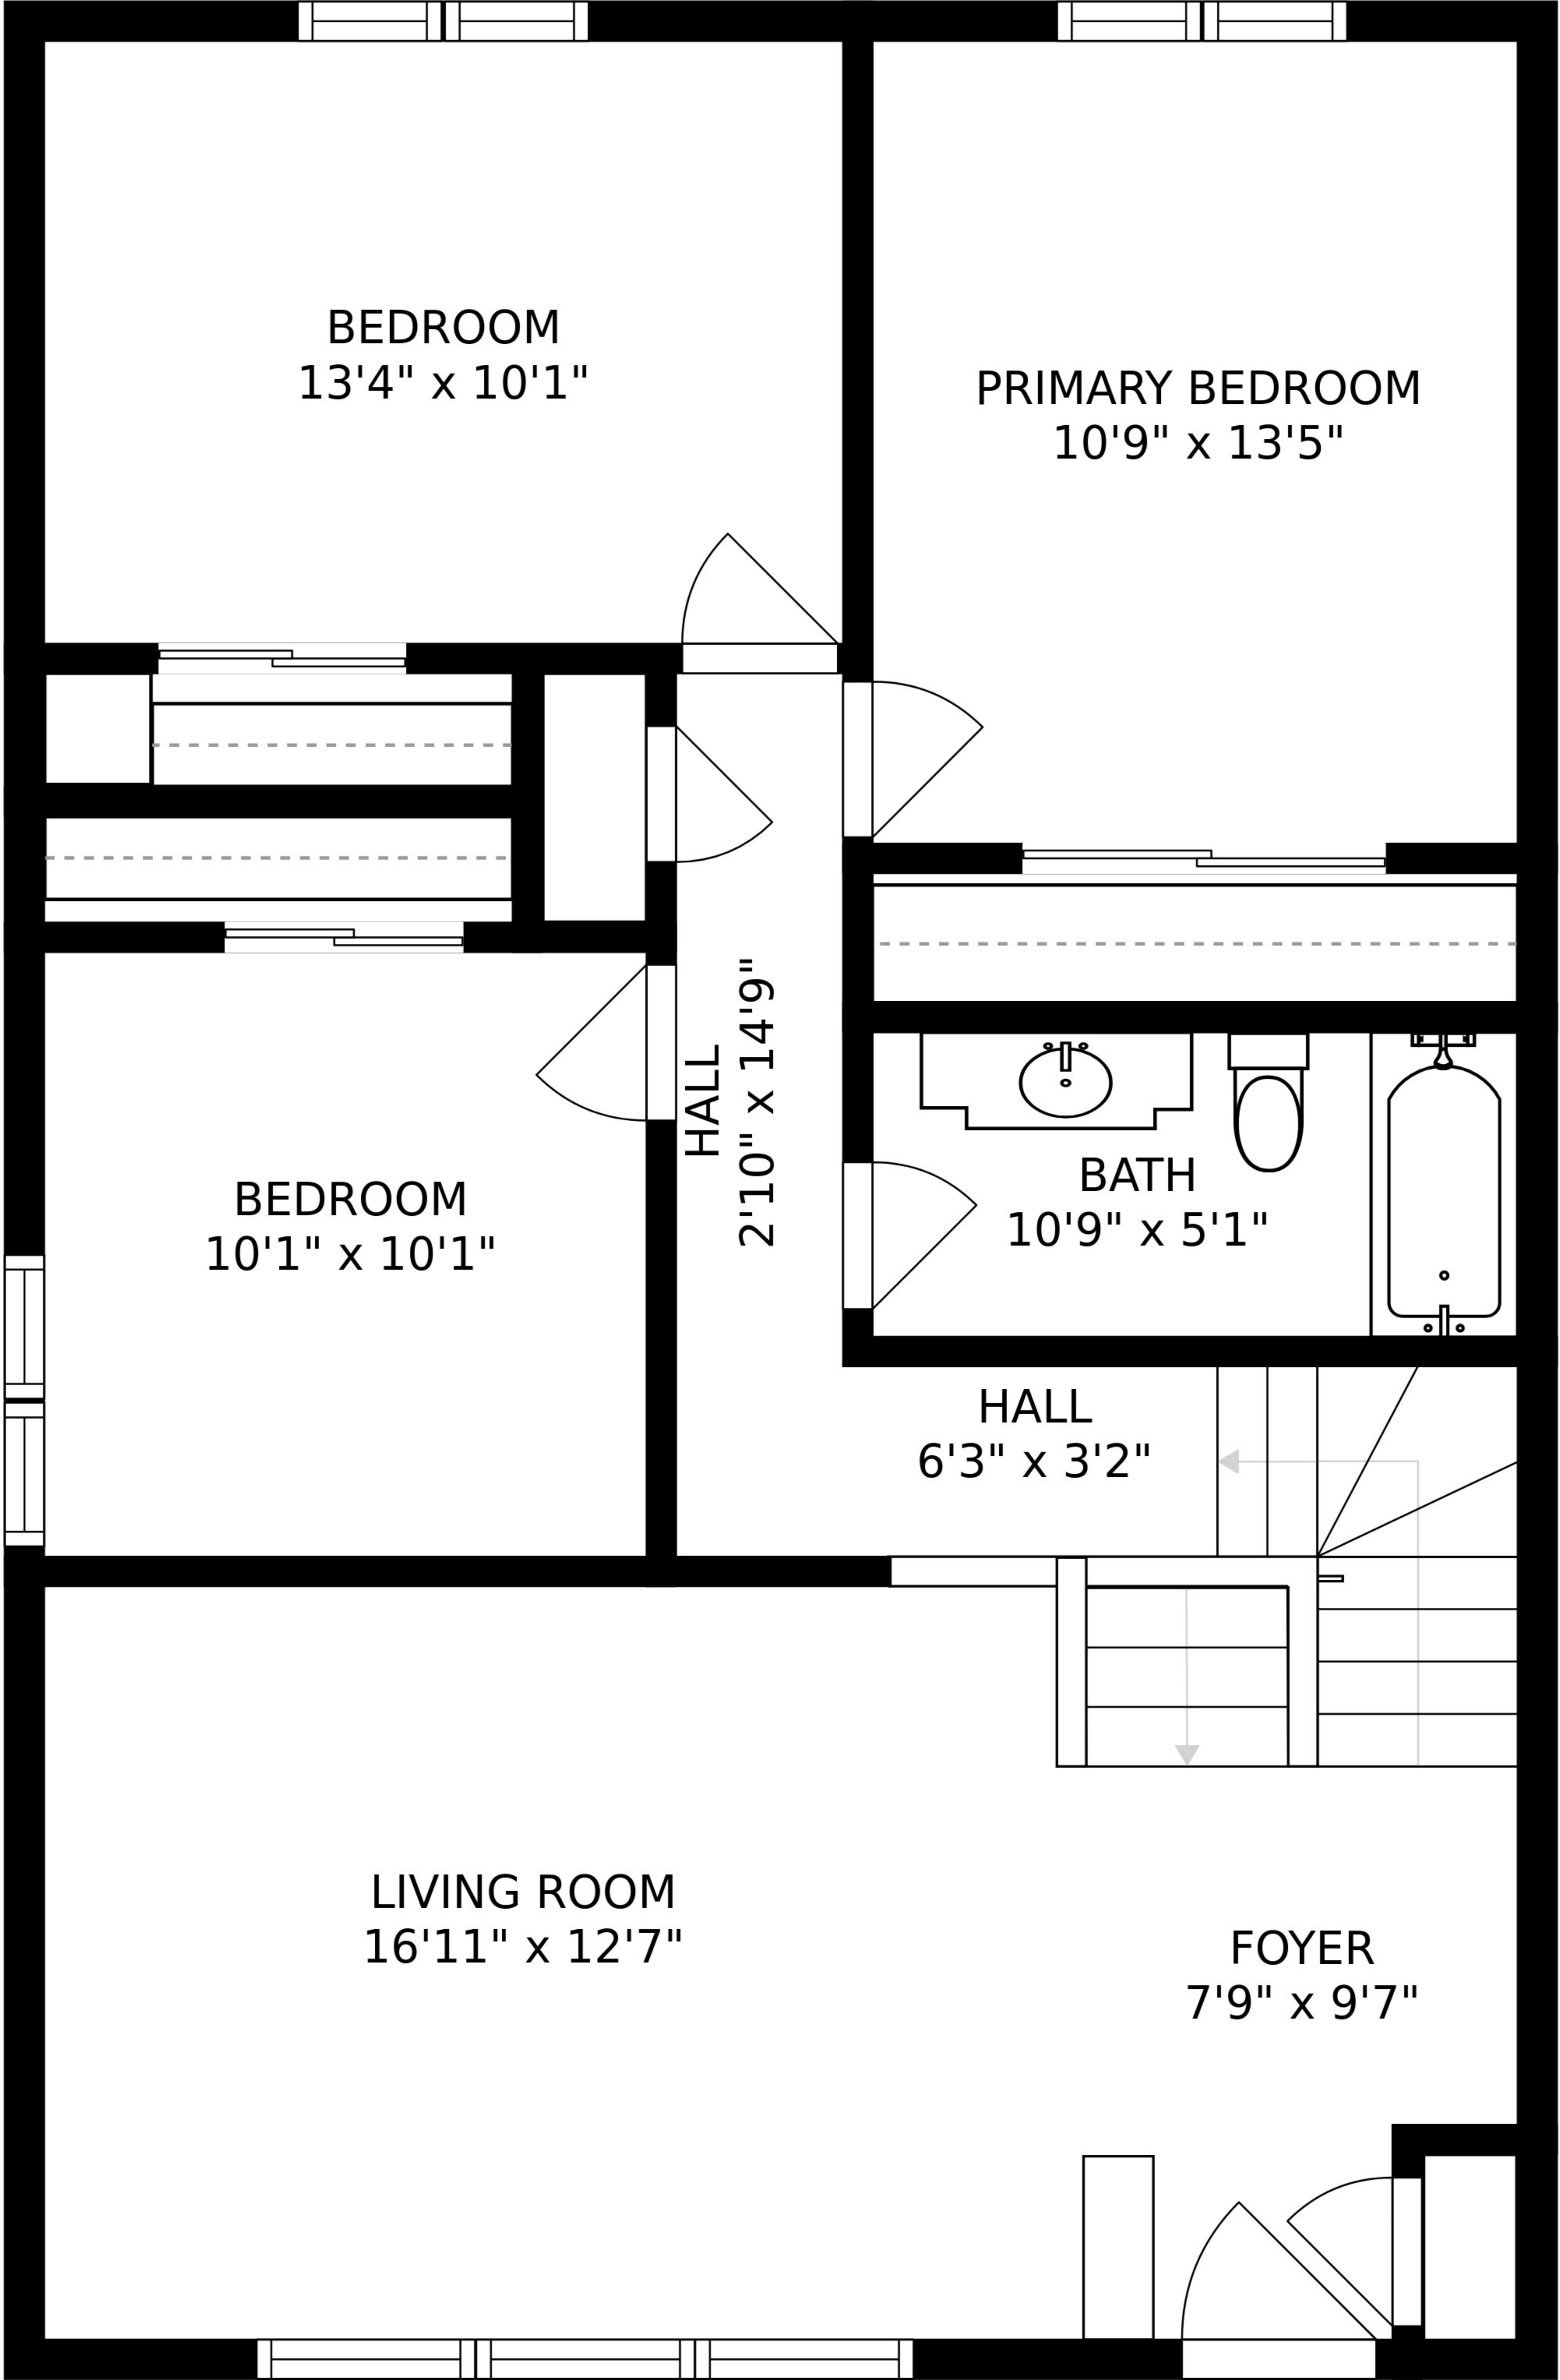 BEDROOM
13'4" x 10'1"
PRIMARY BEDROOM
10'9" x 13'5"
HALL
2'10" x 14'9"
BEDROOM
10'1" x 10'1"
BATH
10'9" x 5'1"
HALL
6'3" x 3'2"
LIVING ROOM
16'11" x 12'7"
FOYER
7'9" x 9'7"